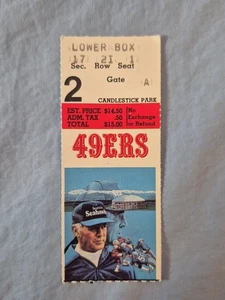 LOWER BOX
17 21 1
Sec. Row Seat
Gate
2 A
CANDLESTICK PARK
EST. PRICE $14.50
ADM. TAX .50
TOTAL $15.00
No
Exchange
or Refund
49ERS
Seahawks